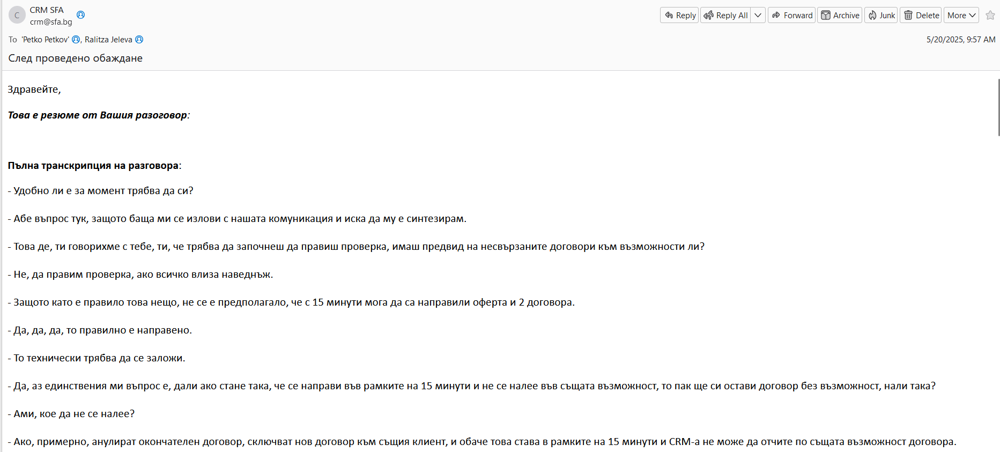 C
CRM SFA
crm@sfa.bg
Reply
Reply All
Forward
Archive
Junk
Delete
More
To 'Petko Petkov' , Ralitza Jeleva
5/20/2025, 9:57 AM
След проведено обаждане
Здравейте,
Това е резюме от Вашия разоговор:
Пълна транскрипция на разговора:
- Удобно ли е за момент трябва да си?
- Абе въпрос тук, защото баща ми се излови с нашата комуникация и иска да му е синтезирам.
- Това де, ти говорихме с тебе, ти, че трябва да започнеш да правиш проверка, имаш предвид на несвързаните договори към възможности ли?
- Не, да правим проверка, ако всичко влиза наведнъж.
- Защото като е правило това нещо, не се е предполагало, че с 15 минути мога да са направили оферта и 2 договора.
- Да, да, да, то правилно е направено.
- То технически трябва да се заложи.
- Да, аз единствения ми въпрос е, дали ако стане така, че се направи във рамките на 15 минути и не се налее във същата възможност, то пак ще си остави договор без възможност, нали така?
- Ами, кое да не се налее?
- Ако, примерно, анулират окончателен договор, сключват нов договор към същия клиент, и обаче това става в рамките на 15 минути и CRM-а не може да отчите по същата възможност договора.